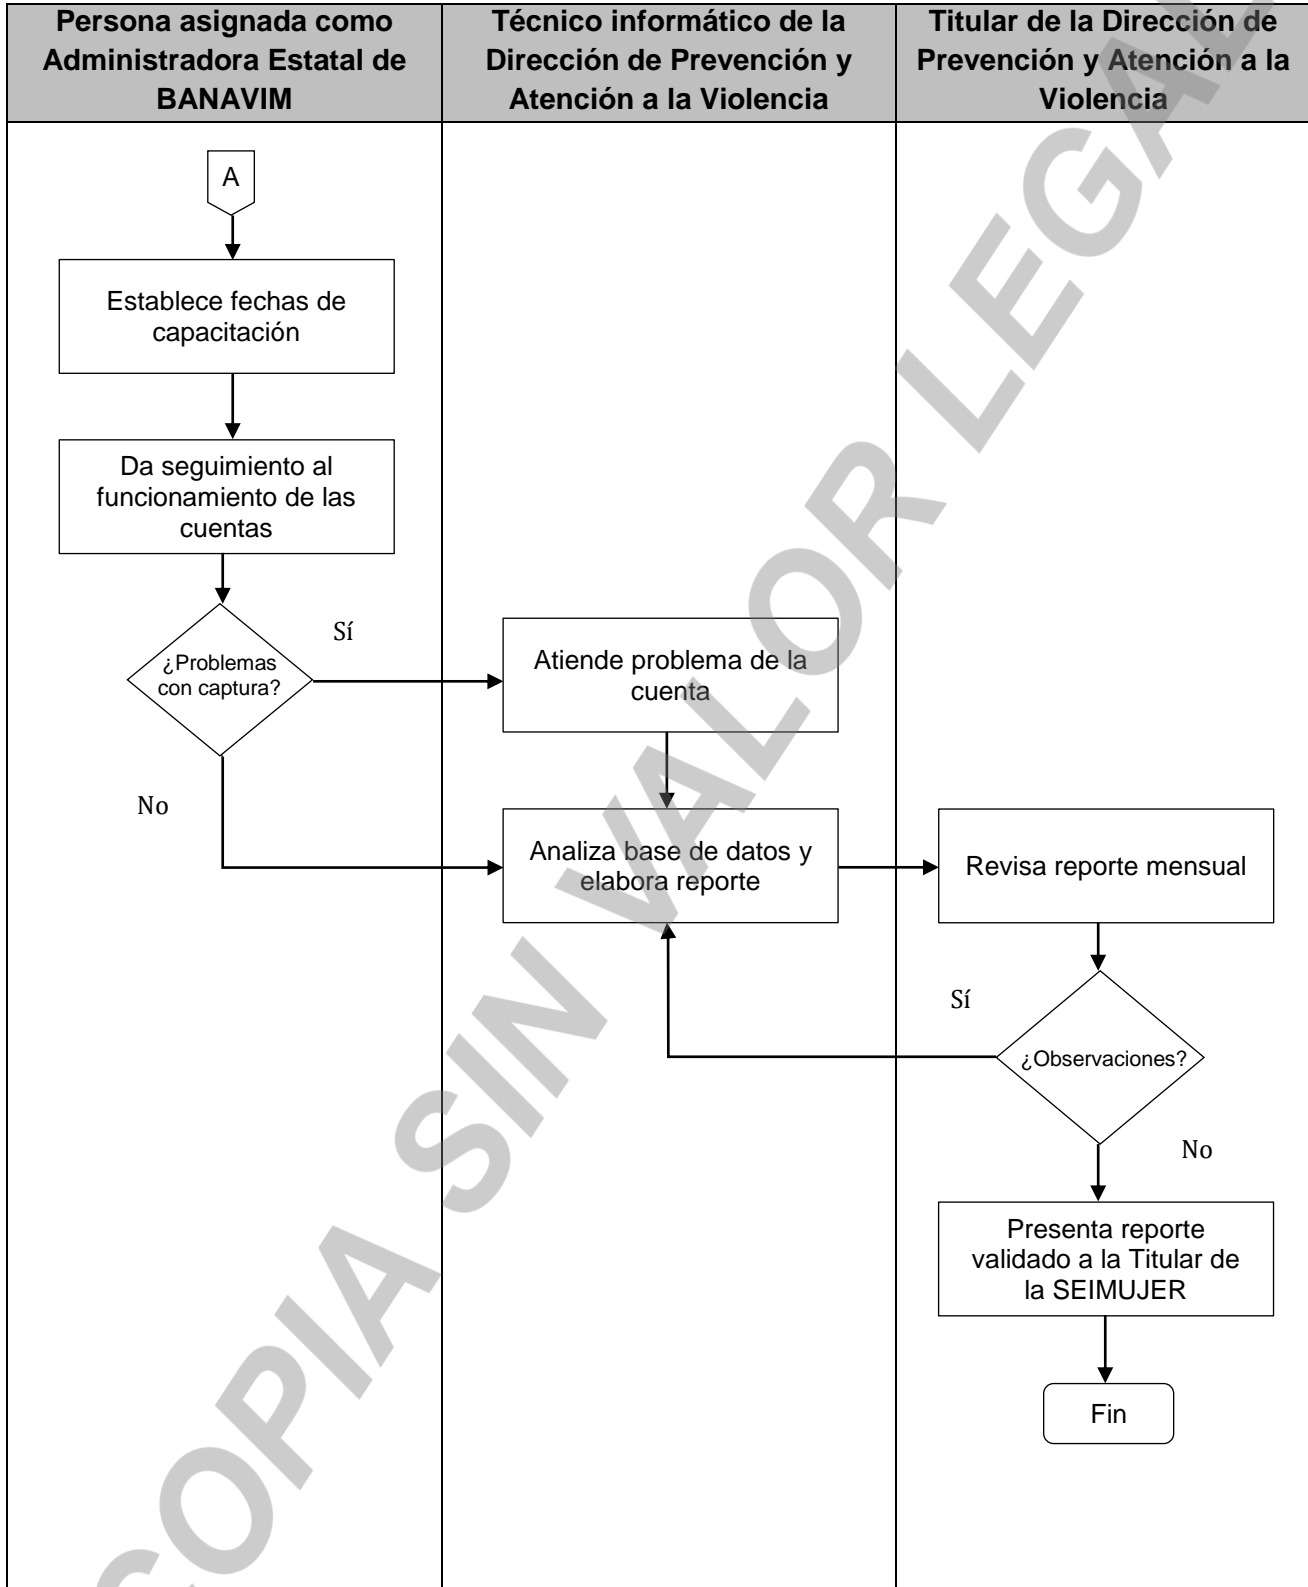 Persona asignada como
Administradora Estatal de
BANAVIM
Técnico informático de la
Dirección de Prevención y
Atención a la Violencia
Titular de la Dirección de
Prevención y Atención a la
Violencia
A
Establece fechas de
capacitación
Da seguimiento al
funcionamiento de las
cuentas
¿Problemas
con captura?
Sí
No
Atiende problema de la
cuenta
Analiza base de datos y
elabora reporte
Revisa reporte mensual
¿Observaciones?
Sí
No
Presenta reporte
validado a la Titular de
la SEIMUJER
Fin
COPIA SIN VALOR LEGAL